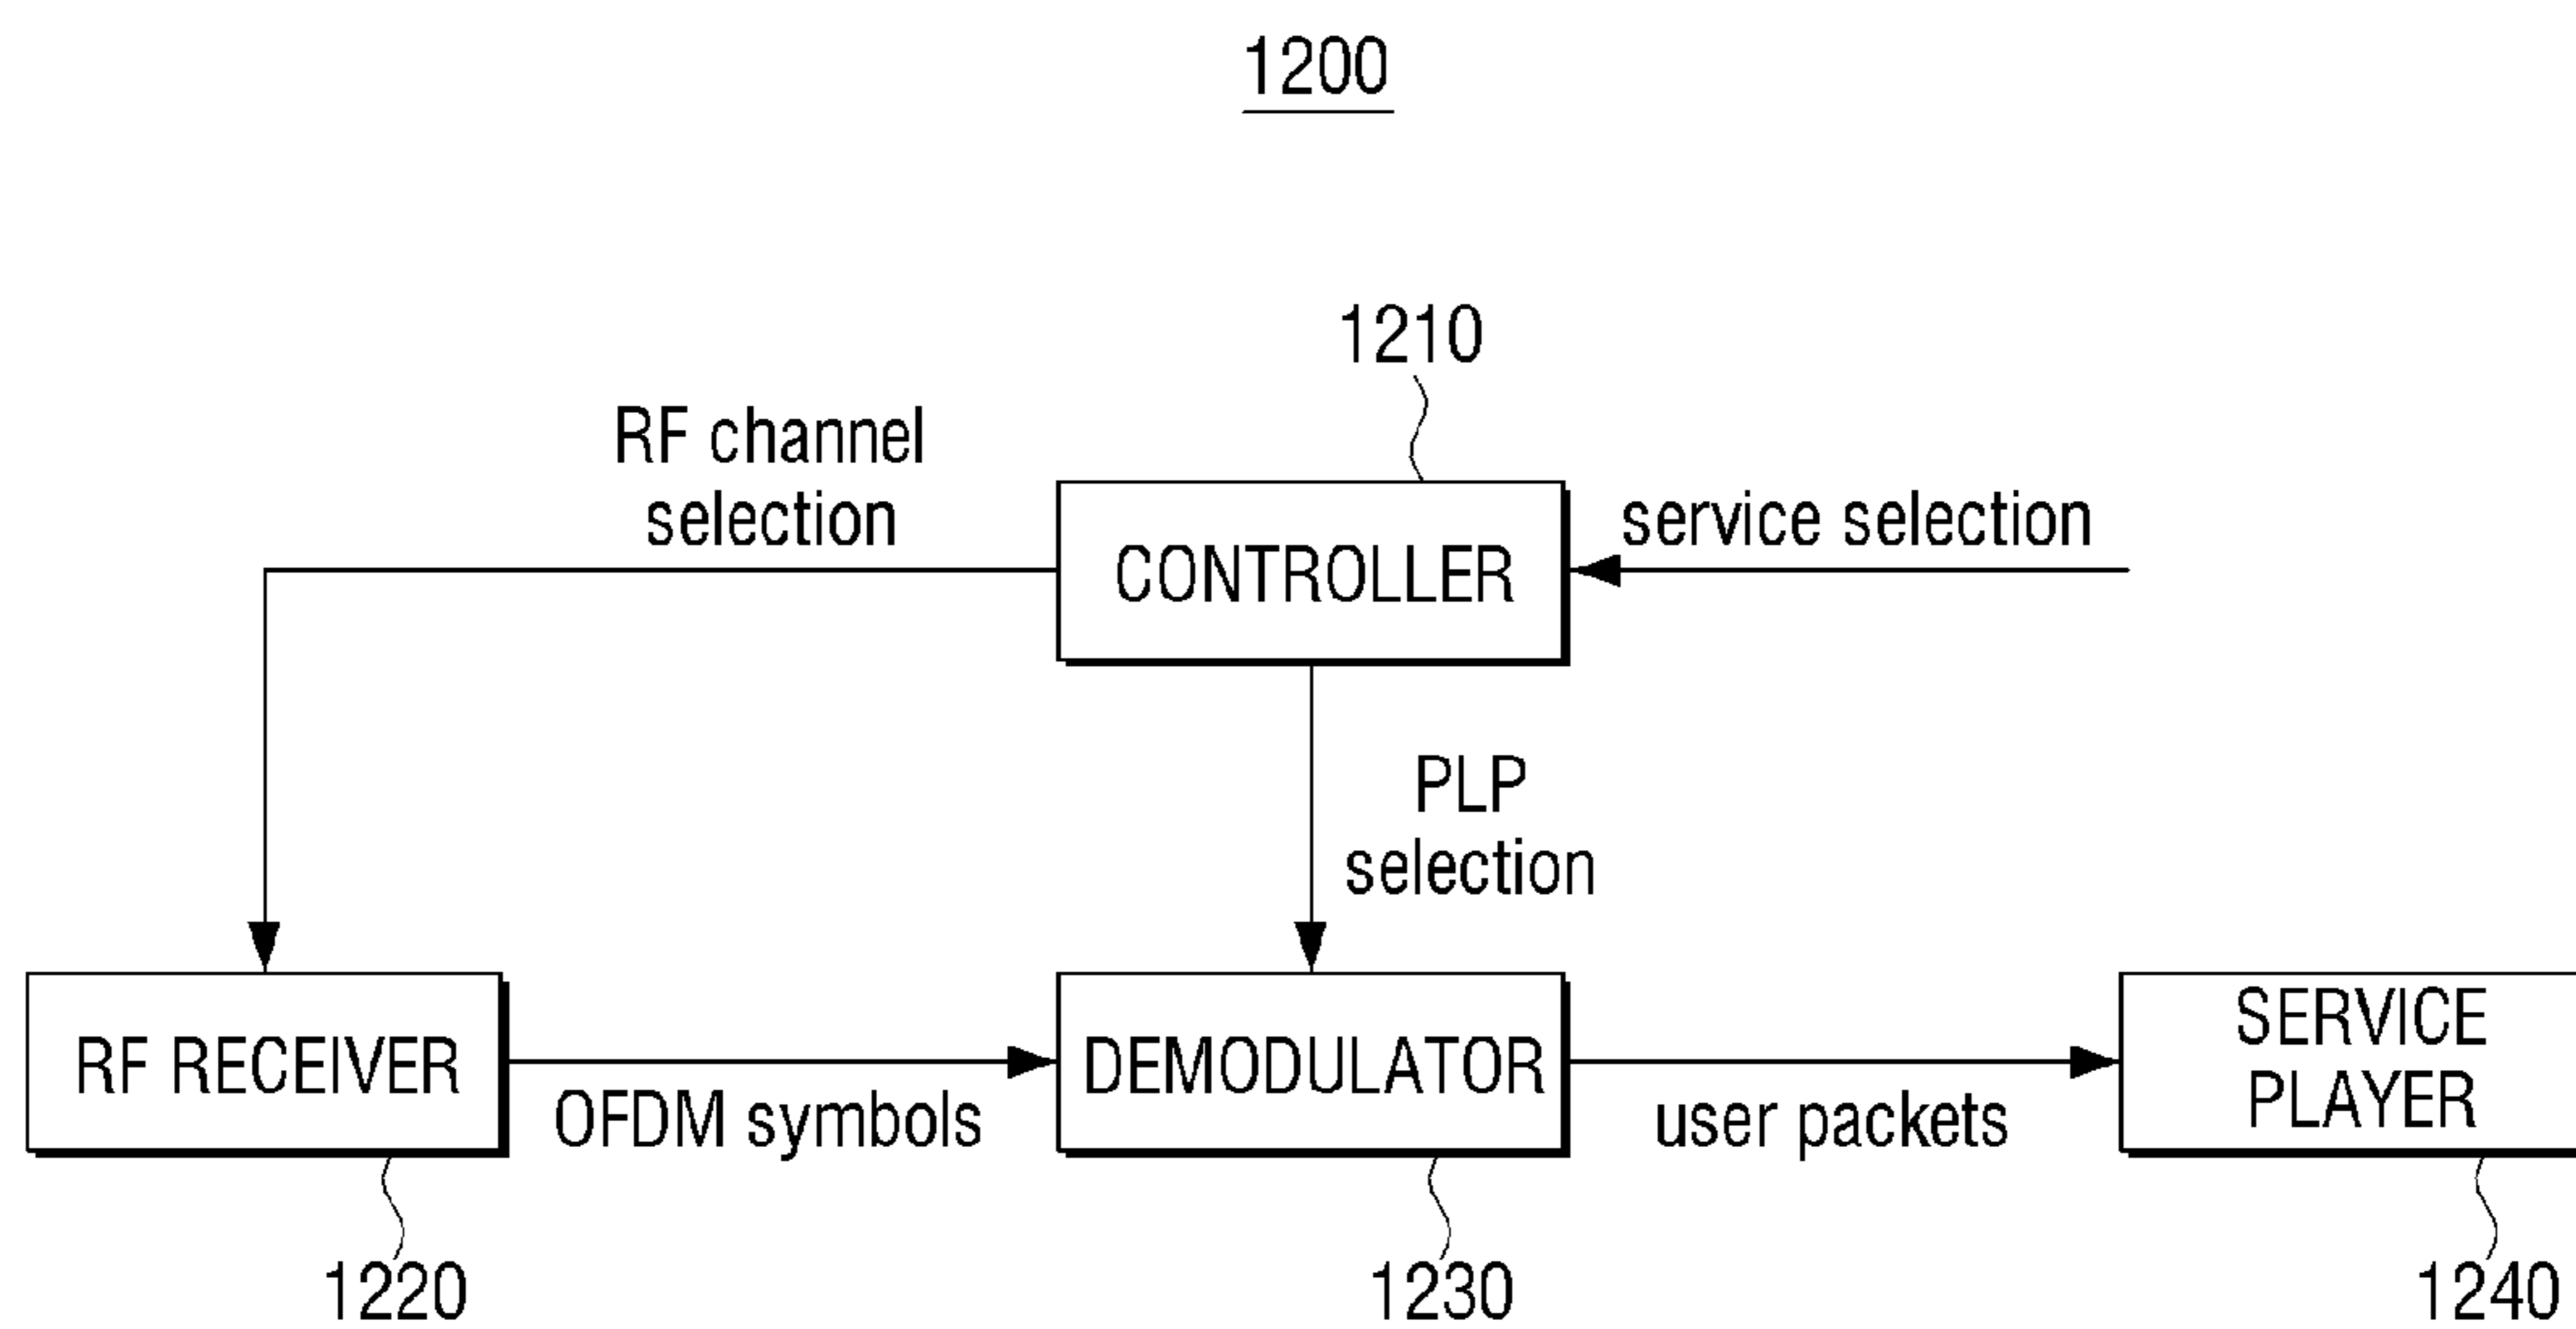 1200
1210
RF channel
selection
CONTROLLER
service selection
PLP
selection
RF RECEIVER
OFDM symbols
DEMODULATOR
user packets
SERVICE
PLAYER
1220
1230
1240